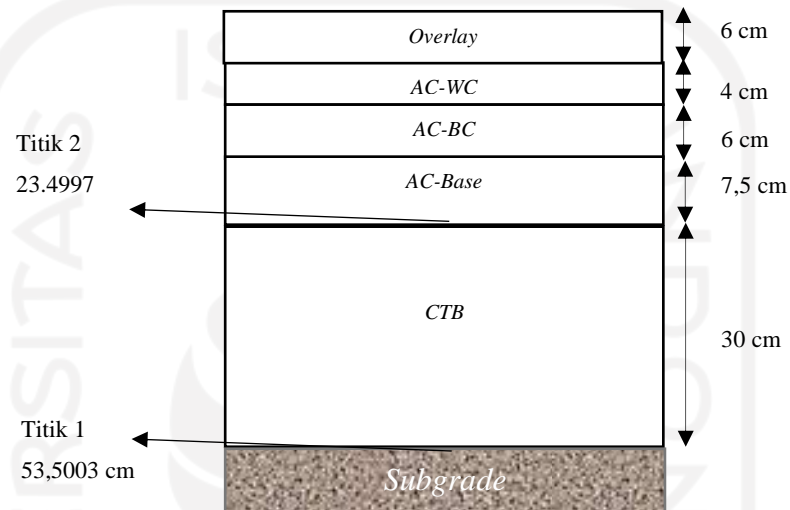 Overlay
6 cm
AC-WC
4 cm
AC-BC
6 cm
Titik 2
23.4997
AC-Base
7,5 cm
CTB
30 cm
Titik 1
53,5003 cm
Subgrade